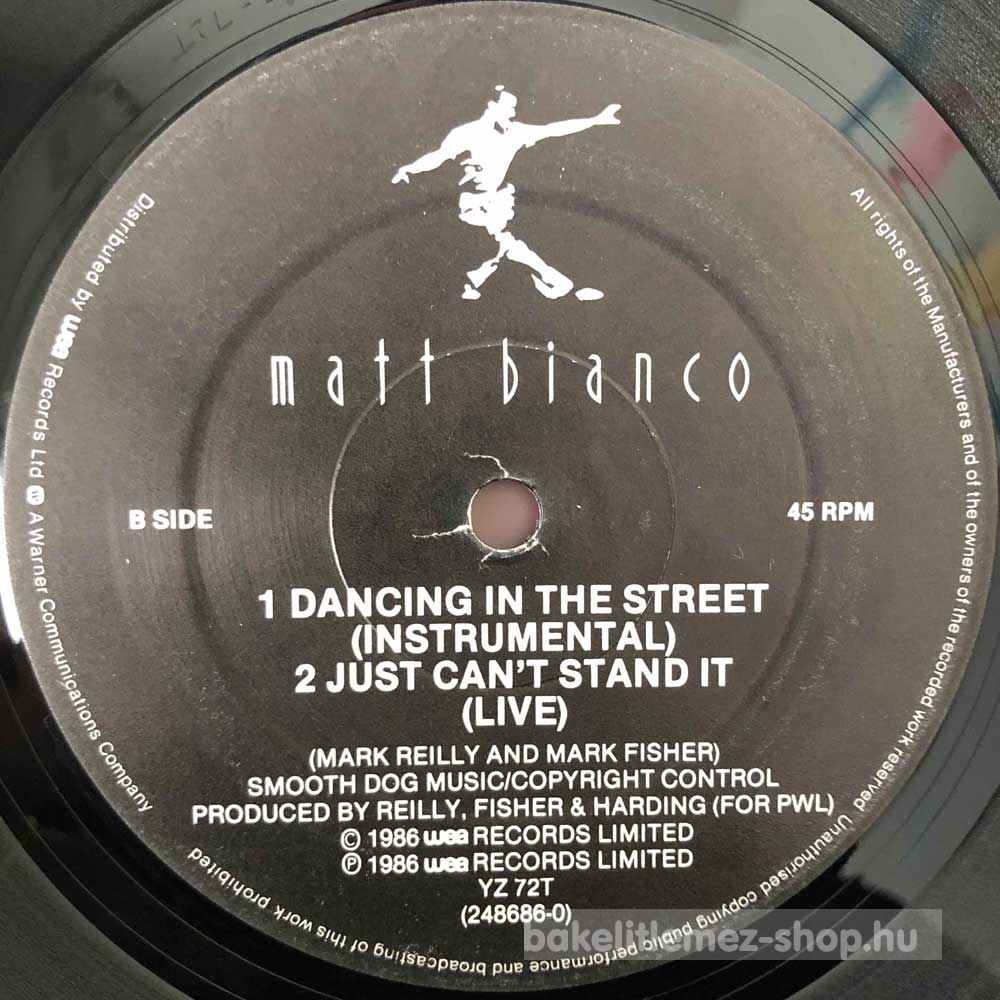 matt bianco
B SIDE
45 RPM
1 DANCING IN THE STREET
(INSTRUMENTAL)
2 JUST CAN'T STAND IT
(LIVE)
(MARK REILLY AND MARK FISHER)
SMOOTH DOG MUSIC/COPYRIGHT CONTROL
PRODUCED BY REILLY, FISHER & HARDING (FOR PWL)
© 1986 wea RECORDS LIMITED
℗ 1986 wea RECORDS LIMITED
YZ 72T
(248686-0)
Distributed by wea Records Ltd A Warner Communications Company
All rights of the Manufacturers and of the owners of the recorded work reserved Unauthorised copying public performance and broadcasting of this work prohibited
bakelitlemez-shop.hu